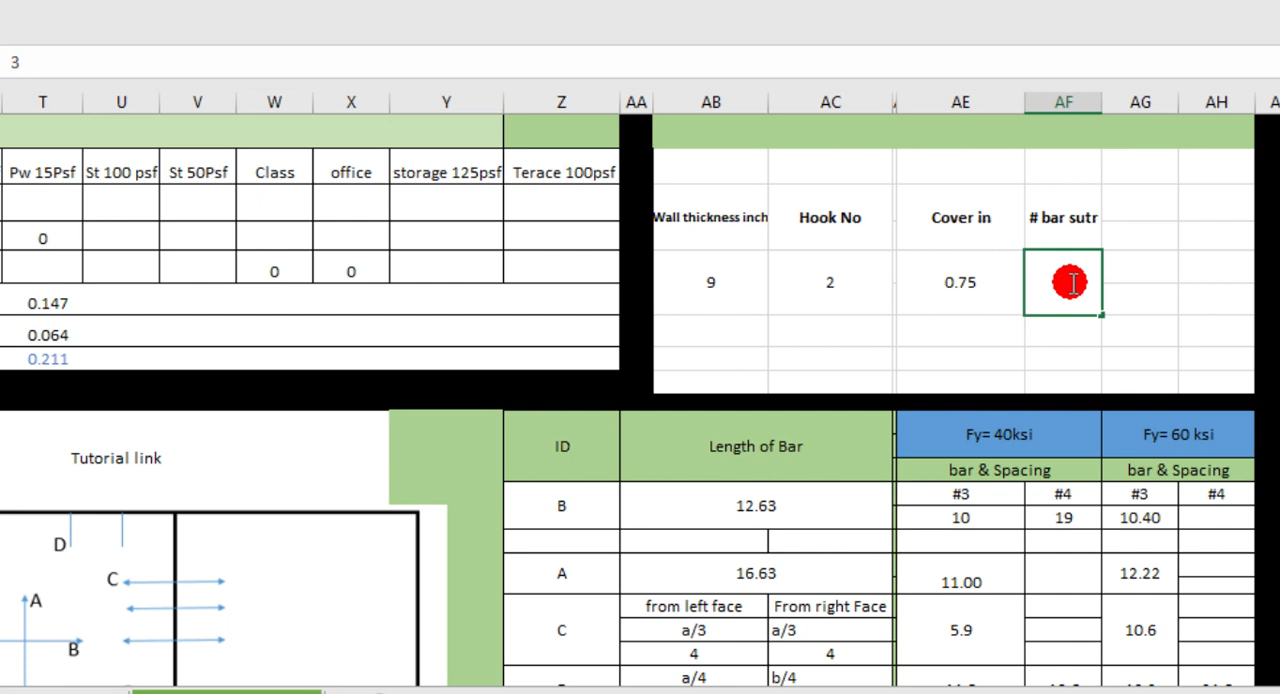 3
T U V W X Y Z AA AB AC AE AF AG AH
Pw 15Psf St 100 psf St 50Psf Class office storage 125psf Terace 100psf
Wall thickness inch Hook No Cover in # bar sutr
0
0 0
9 2 0.75
0.147
0.064
0.211
Tutorial link
ID Length of Bar Fy= 40ksi Fy= 60 ksi
bar & Spacing bar & Spacing
#3 #4 #3 #4
B 12.63
10 19 10.40
A 16.63 11.00 12.22
from left face From right Face
C a/3 a/3 5.9 10.6
4 4
a/4 b/4
D
C
A
B